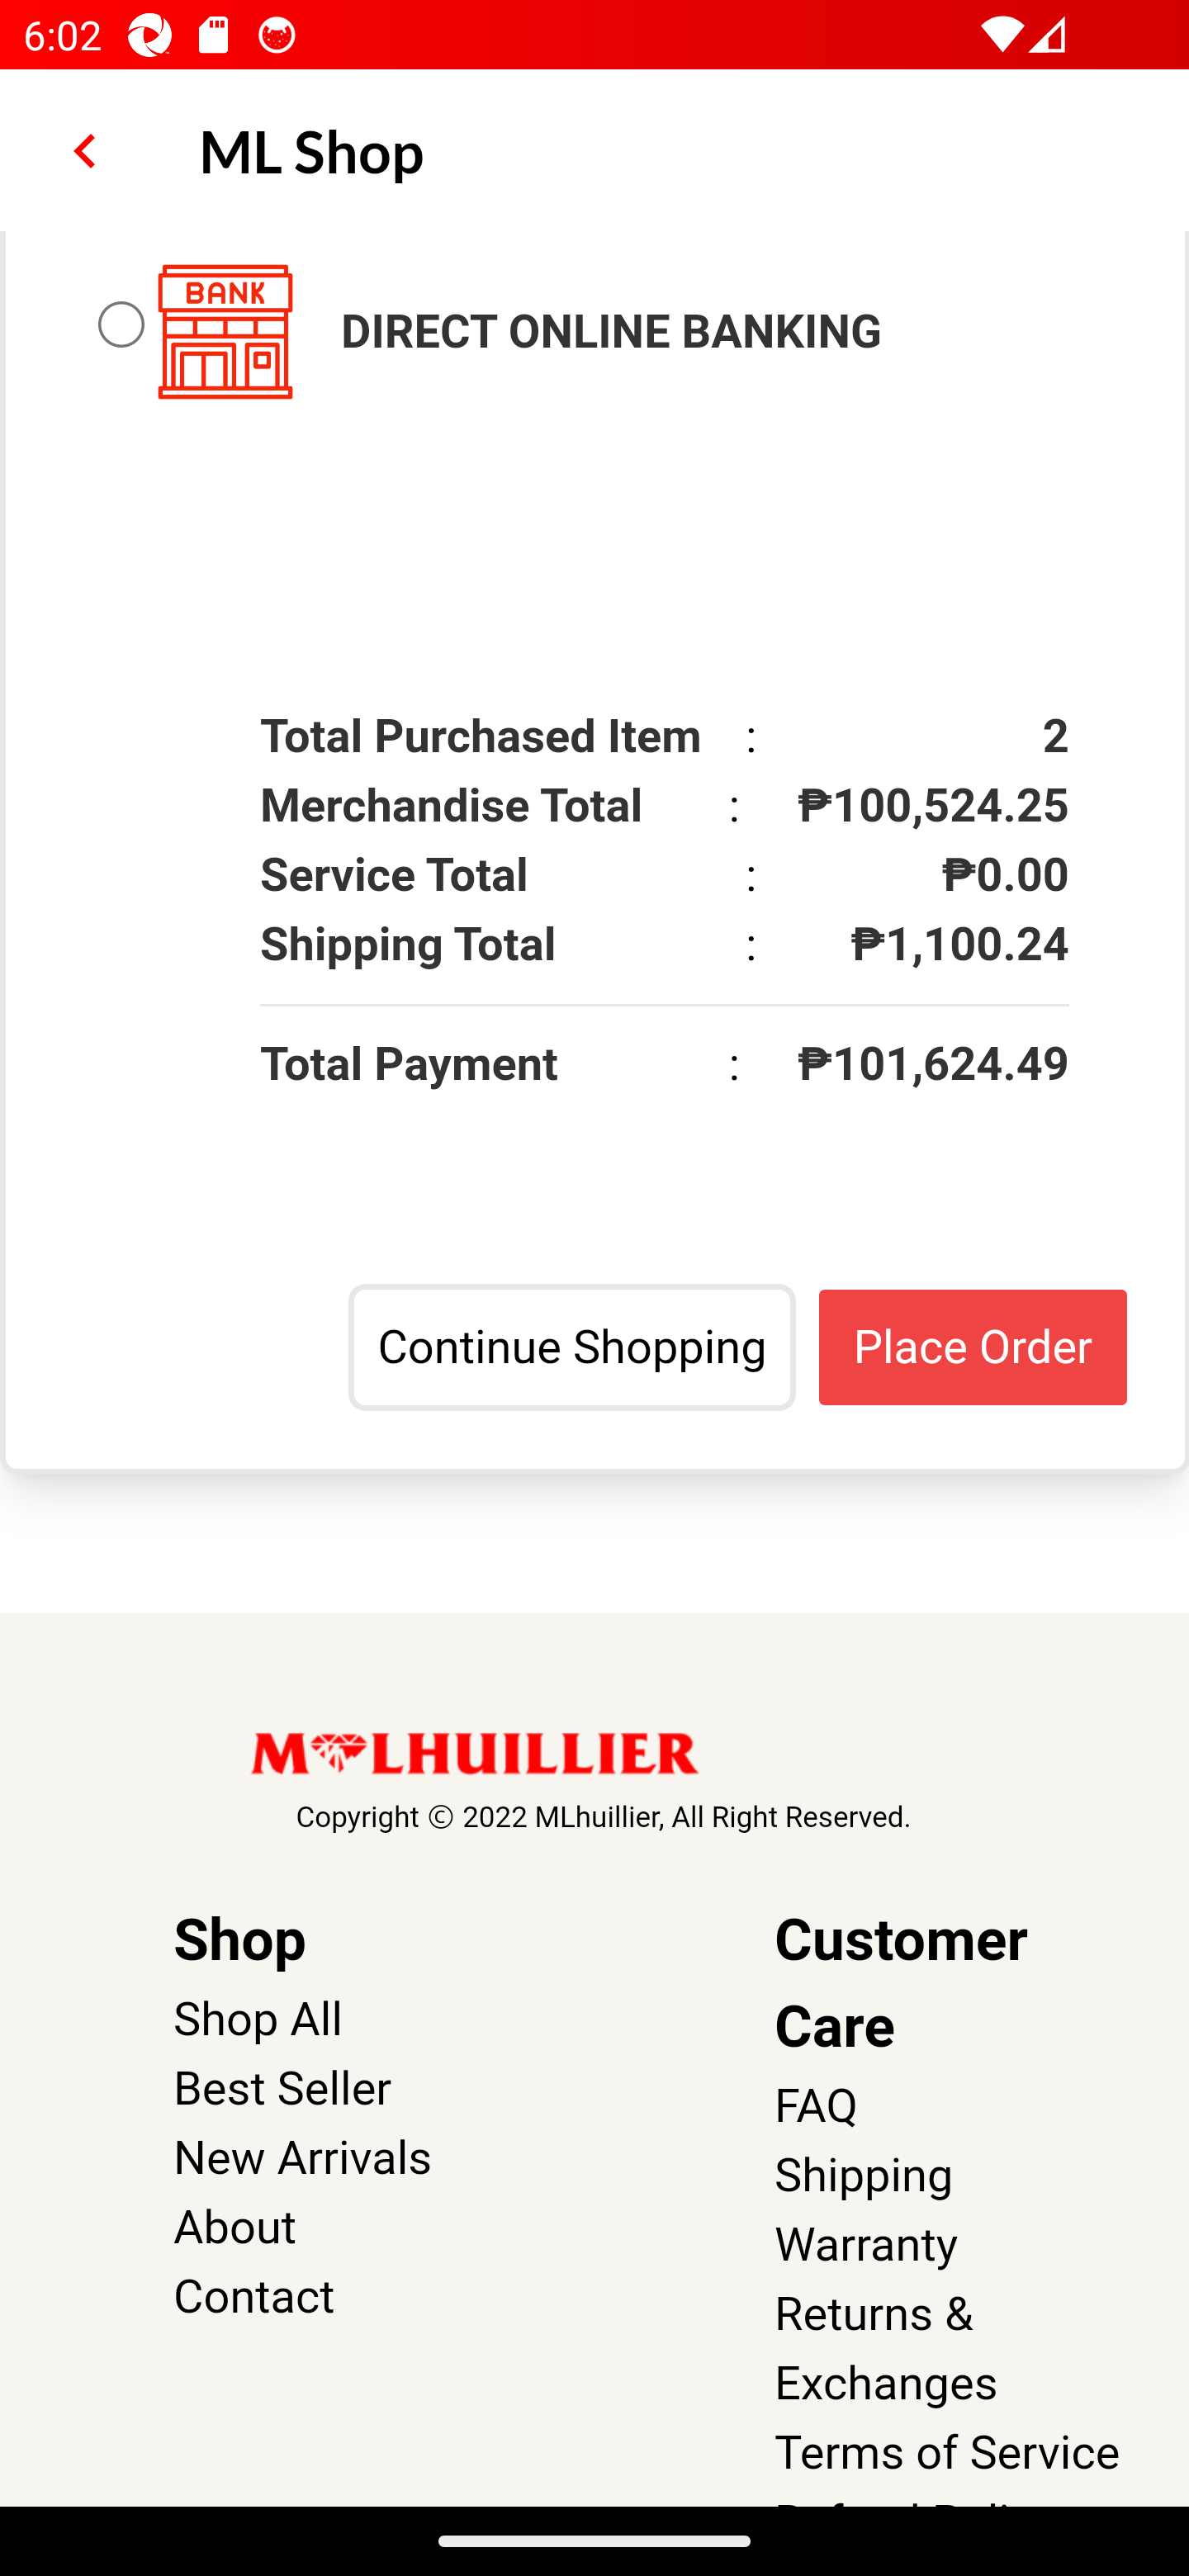 6:02
ML Shop
BANK
DIRECT ONLINE BANKING
Total Purchased Item : 2
Merchandise Total : ₱100,524.25
Service Total : ₱0.00
Shipping Total : ₱1,100.24
Total Payment : ₱101,624.49
Continue Shopping
Place Order
MLHUILLIER
Copyright © 2022 MLhuillier, All Right Reserved.
Shop
Shop All
Best Seller
New Arrivals
About
Contact
Customer
Care
FAQ
Shipping
Warranty
Returns &
Exchanges
Terms of Service